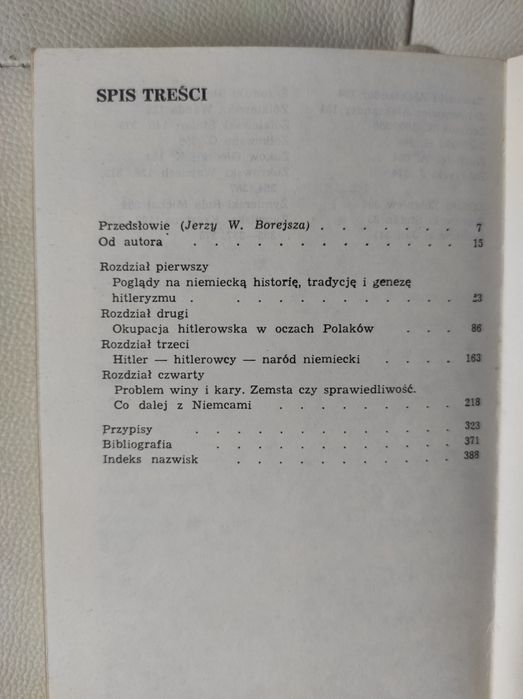 SPIS TREŚCI
Przedsłowie (Jerzy W. Borejsza) . . . . . . . 7
Od autora . . . . . . . . . . . . 15
Rozdział pierwszy
Poglądy na niemiecką historię, tradycję i genezę
hitleryzmu . . . . . . . . . . . 23
Rozdział drugi
Okupacja hitlerowska w oczach Polaków . . . 86
Rozdział trzeci
Hitler — hitlerowcy — naród niemiecki . . . . 163
Rozdział czwarty
Problem winy i kary. Zemsta czy sprawiedliwość.
Co dalej z Niemcami . . . . . . . . 218
Przypisy . . . . . . . . . . . 323
Bibliografia . . . . . . . . . . 371
Indeks nazwisk . . . . . . . . . 388